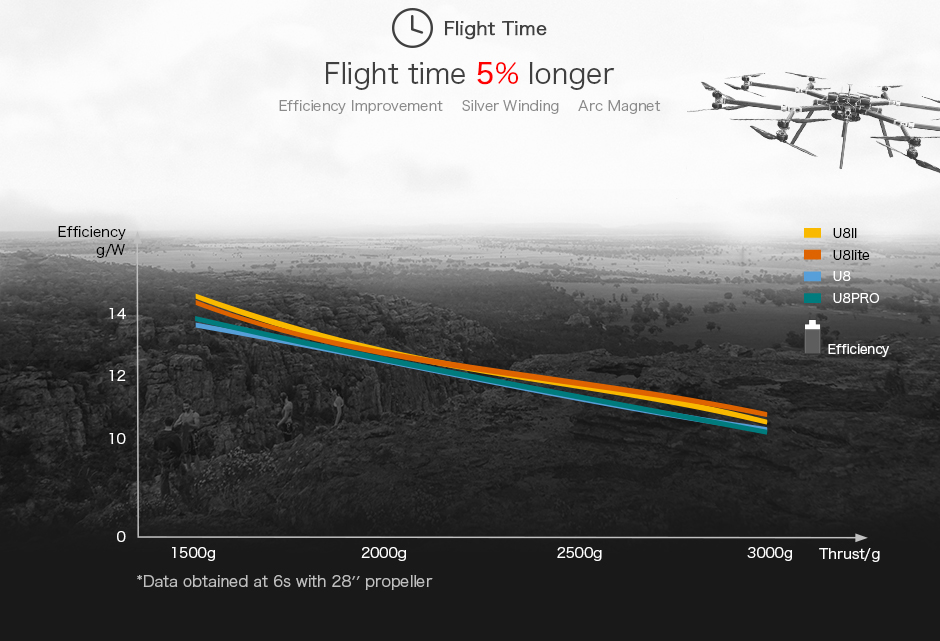 Flight Time
Flight time 5% longer
Efficiency Improvement Silver Winding Arc Magnet
Efficiency
g/W
U8II
U8lite
U8
U8PRO
Efficiency
14
12
10
0
1500g 2000g 2500g 3000g Thrust/g
*Data obtained at 6s with 28′′ propeller